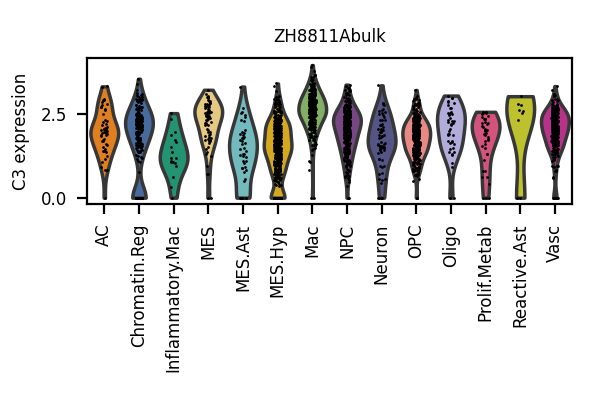 ZH8811Abulk
C3 expression
2.5
0.0
AC
Chromatin.Reg
Inflammatory.Mac
MES
MES.Ast
MES.Hyp
Mac
NPC
Neuron
OPC
Oligo
Prolif.Metab
Reactive.Ast
Vasc